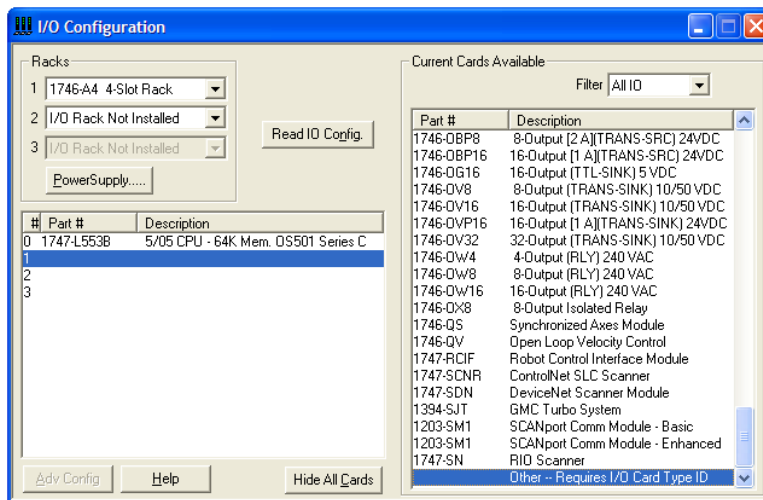 I/O Configuration
Racks
1 1746-A4 4-Slot Rack
2 I/O Rack Not Installed
3 I/O Rack Not Installed
PowerSupply.....
Read IO Config.
# Part # Description
0 1747-L553B 5/05 CPU - 64K Mem. OS501 Series C
1
2
3
Adv Config Help Hide All Cards
Current Cards Available
Filter All IO
Part # Description
1746-OBP8 8-Output [2 A](TRANS-SRC) 24VDC
1746-OBP16 16-Output [1 A](TRANS-SRC) 24VDC
1746-OG16 16-Output (TTL-SINK) 5 VDC
1746-OV8 8-Output (TRANS-SINK) 10/50 VDC
1746-OV16 16-Output (TRANS-SINK) 10/50 VDC
1746-OVP16 16-Output [1 A](TRANS-SINK) 24VDC
1746-OV32 32-Output (TRANS-SINK) 10/50 VDC
1746-OW4 4-Output (RLY) 240 VAC
1746-OW8 8-Output (RLY) 240 VAC
1746-OW16 16-Output (RLY) 240 VAC
1746-OX8 8-Output Isolated Relay
1746-QS Synchronized Axes Module
1746-QV Open Loop Velocity Control
1747-RCIF Robot Control Interface Module
1747-SCNR ControlNet SLC Scanner
1747-SDN DeviceNet Scanner Module
1394-SJT GMC Turbo System
1203-SM1 SCANport Comm Module - Basic
1203-SM1 SCANport Comm Module - Enhanced
1747-SN RIO Scanner
Other -- Requires I/O Card Type ID